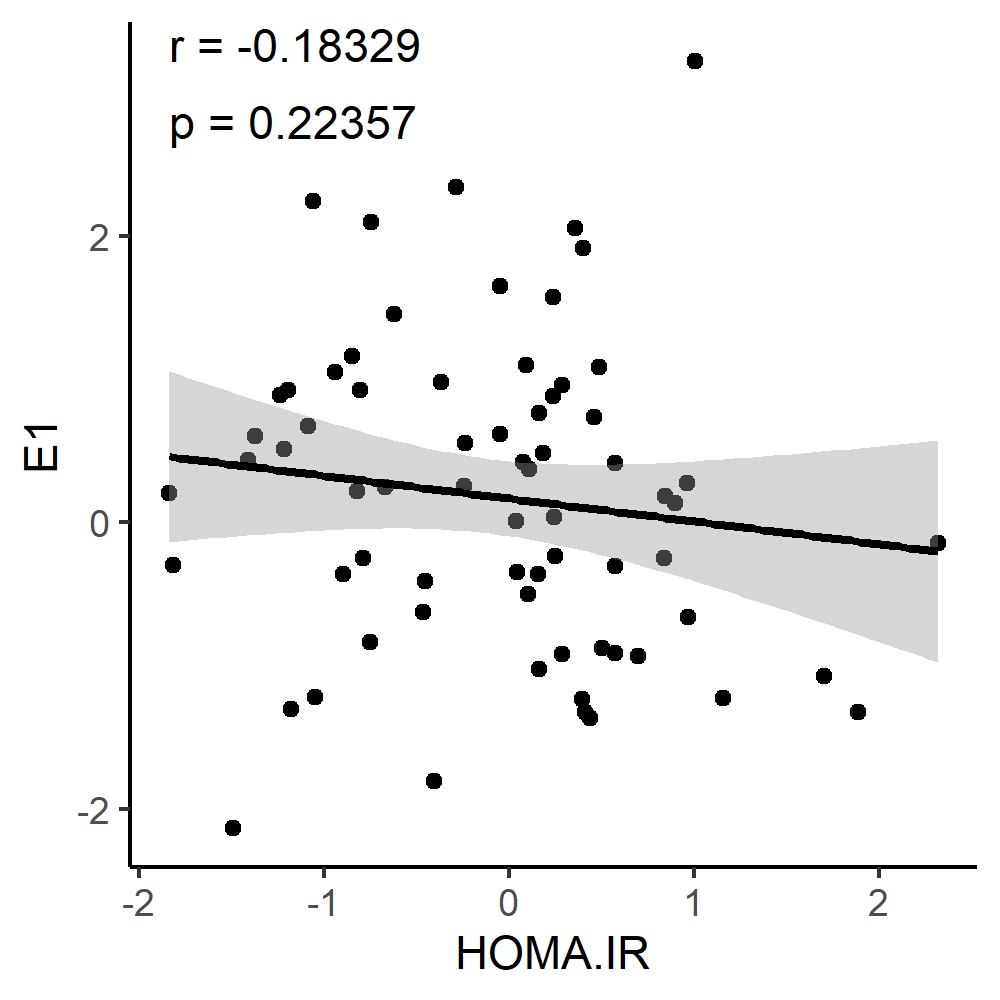 r = -0.18329
p = 0.22357
2
0
-2
E1
-2 -1 0 1 2
HOMA.IR